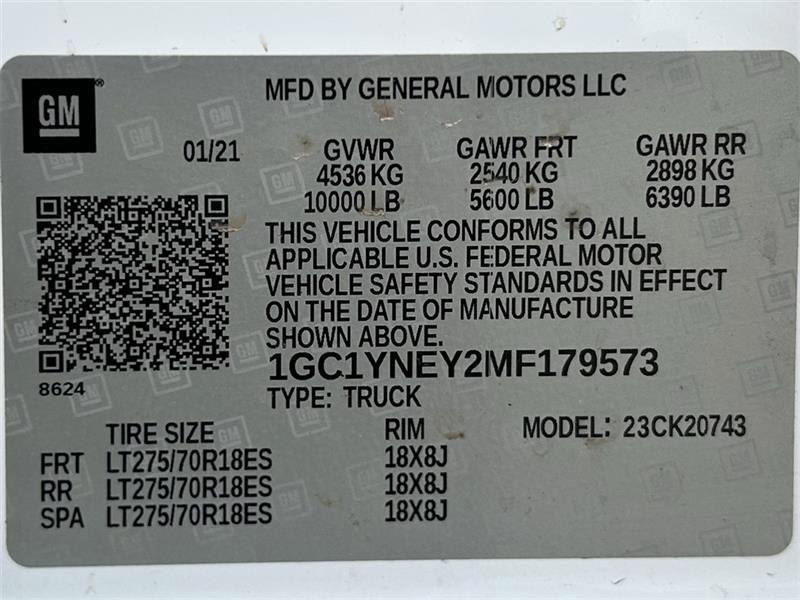 GM®
MFD BY GENERAL MOTORS LLC
01/21 GVWR GAWR FRT GAWR RR
4536 KG 2540 KG 2898 KG
10000 LB 5600 LB 6390 LB
THIS VEHICLE CONFORMS TO ALL
APPLICABLE U.S. FEDERAL MOTOR
VEHICLE SAFETY STANDARDS IN EFFECT
ON THE DATE OF MANUFACTURE
SHOWN ABOVE.
1GC1YNEY2MF179573
8624
TYPE: TRUCK
TIRE SIZE RIM MODEL: 23CK20743
FRT LT275/70R18ES 18X8J
RR LT275/70R18ES 18X8J
SPA LT275/70R18ES 18X8J